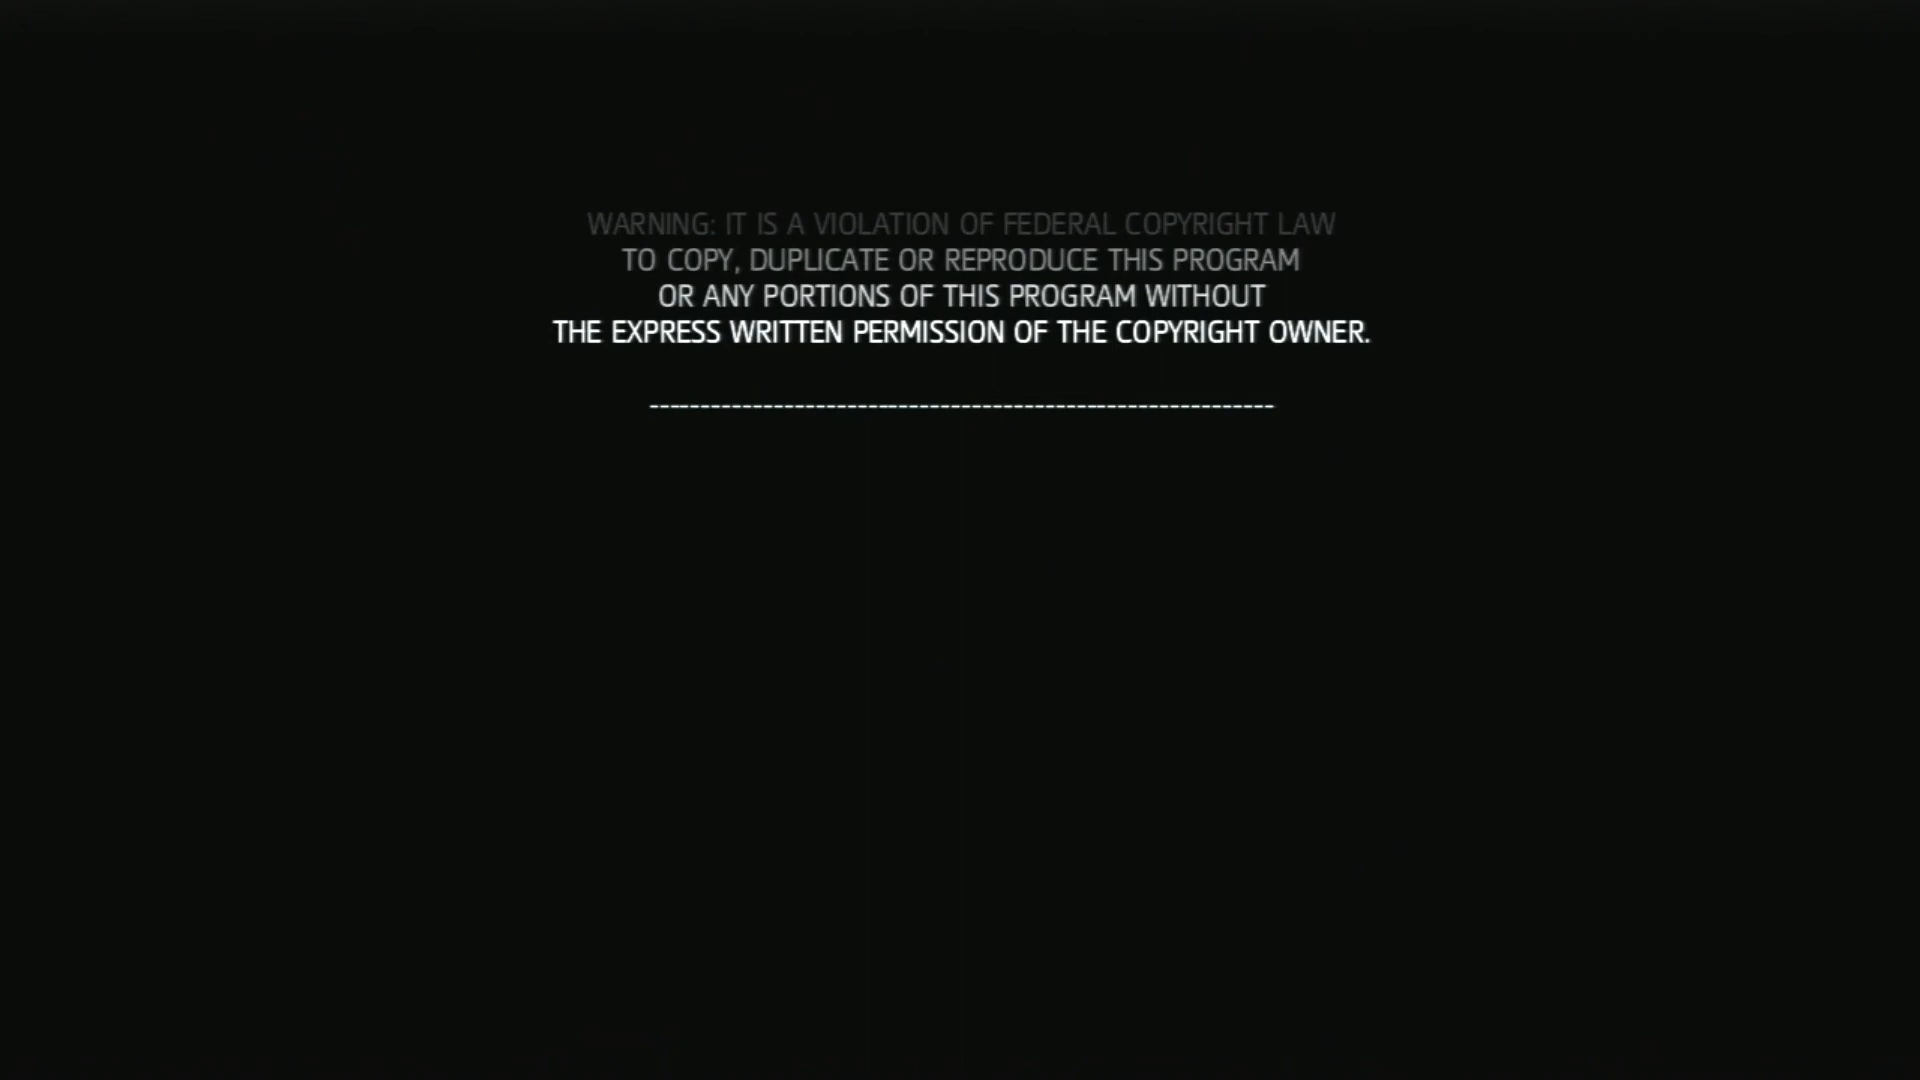 WARNING: IT IS A VIOLATION OF FEDERAL COPYRIGHT LAW
TO COPY, DUPLICATE OR REPRODUCE THIS PROGRAM
OR ANY PORTIONS OF THIS PROGRAM WITHOUT
THE EXPRESS WRITTEN PERMISSION OF THE COPYRIGHT OWNER.
------------------------------------------------------------